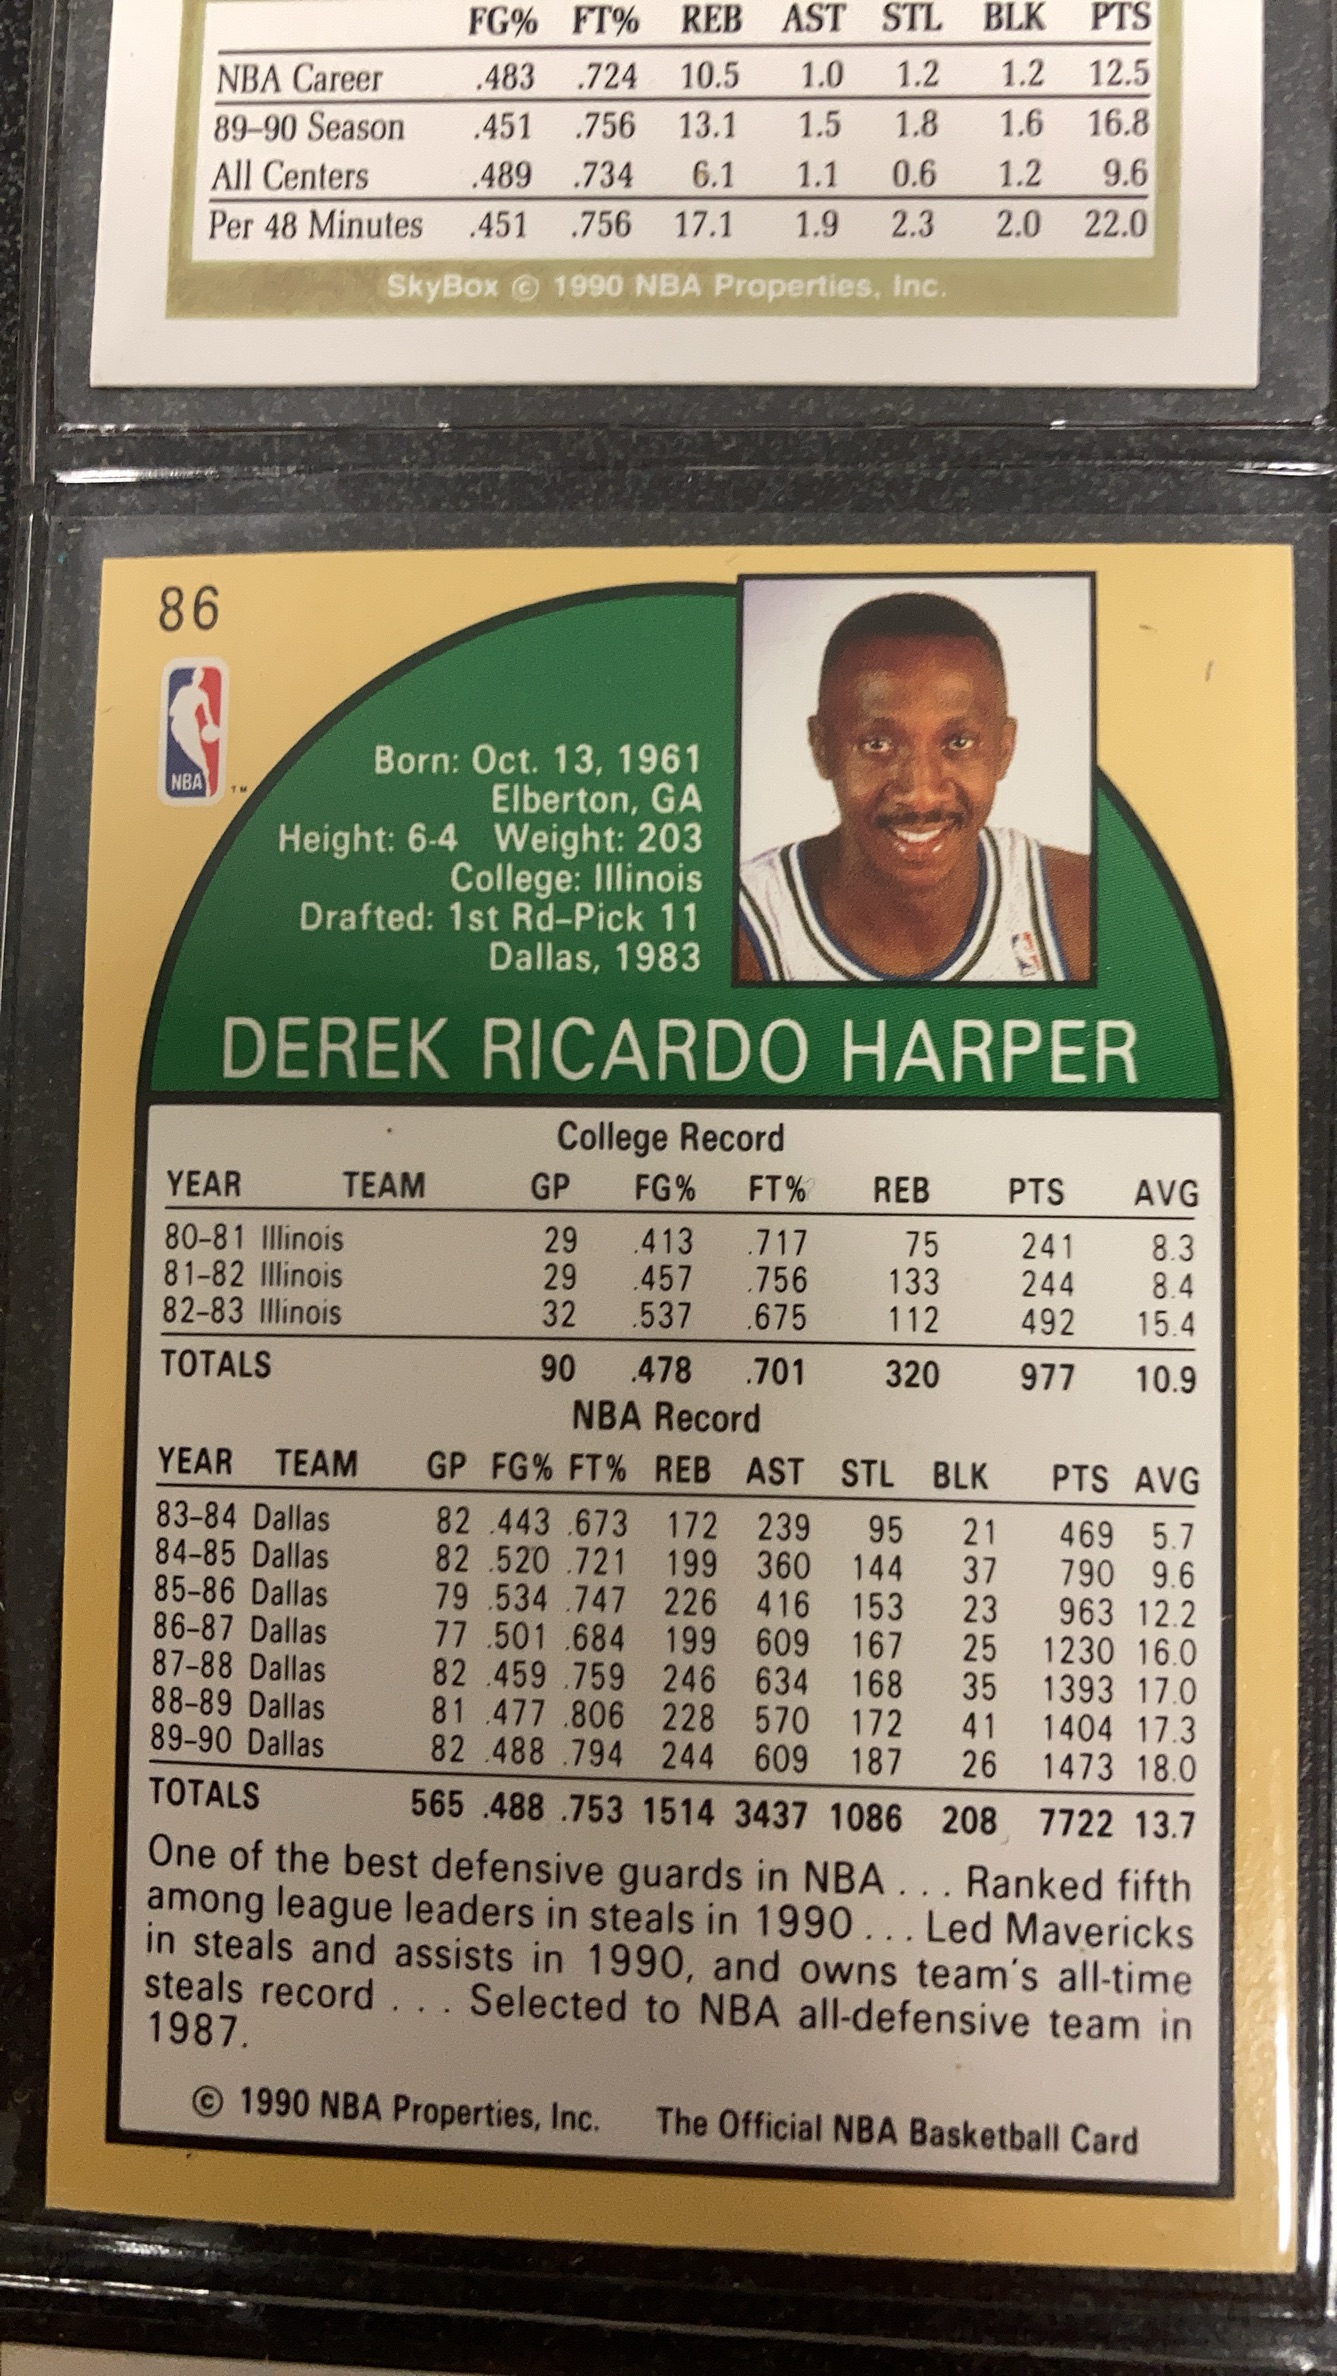 FG% FT% REB AST STL BLK PTS
NBA Career .483 .724 10.5 1.0 1.2 1.2 12.5
89–90 Season .451 .756 13.1 1.5 1.8 1.6 16.8
All Centers .489 .734 6.1 1.1 0.6 1.2 9.6
Per 48 Minutes .451 .756 17.1 1.9 2.3 2.0 22.0
SkyBox © 1990 NBA Properties, Inc.
86
NBA ™
Born: Oct. 13, 1961
Elberton, GA
Height: 6-4 Weight: 203
College: Illinois
Drafted: 1st Rd–Pick 11
Dallas, 1983
DEREK RICARDO HARPER
College Record
YEAR TEAM GP FG% FT% REB PTS AVG
80–81 Illinois 29 .413 .717 75 241 8.3
81–82 Illinois 29 .457 .756 133 244 8.4
82–83 Illinois 32 .537 .675 112 492 15.4
TOTALS 90 .478 .701 320 977 10.9
NBA Record
YEAR TEAM GP FG% FT% REB AST STL BLK PTS AVG
83–84 Dallas 82 .443 .673 172 239 95 21 469 5.7
84–85 Dallas 82 .520 .721 199 360 144 37 790 9.6
85–86 Dallas 79 .534 .747 226 416 153 23 963 12.2
86–87 Dallas 77 .501 .684 199 609 167 25 1230 16.0
87–88 Dallas 82 .459 .759 246 634 168 35 1393 17.0
88–89 Dallas 81 .477 .806 228 570 172 41 1404 17.3
89–90 Dallas 82 .488 .794 244 609 187 26 1473 18.0
TOTALS 565 .488 .753 1514 3437 1086 208 7722 13.7
One of the best defensive guards in NBA . . . Ranked fifth
among league leaders in steals in 1990 . . . Led Mavericks
in steals and assists in 1990, and owns team's all-time
steals record . . . Selected to NBA all-defensive team in
1987.
© 1990 NBA Properties, Inc. The Official NBA Basketball Card